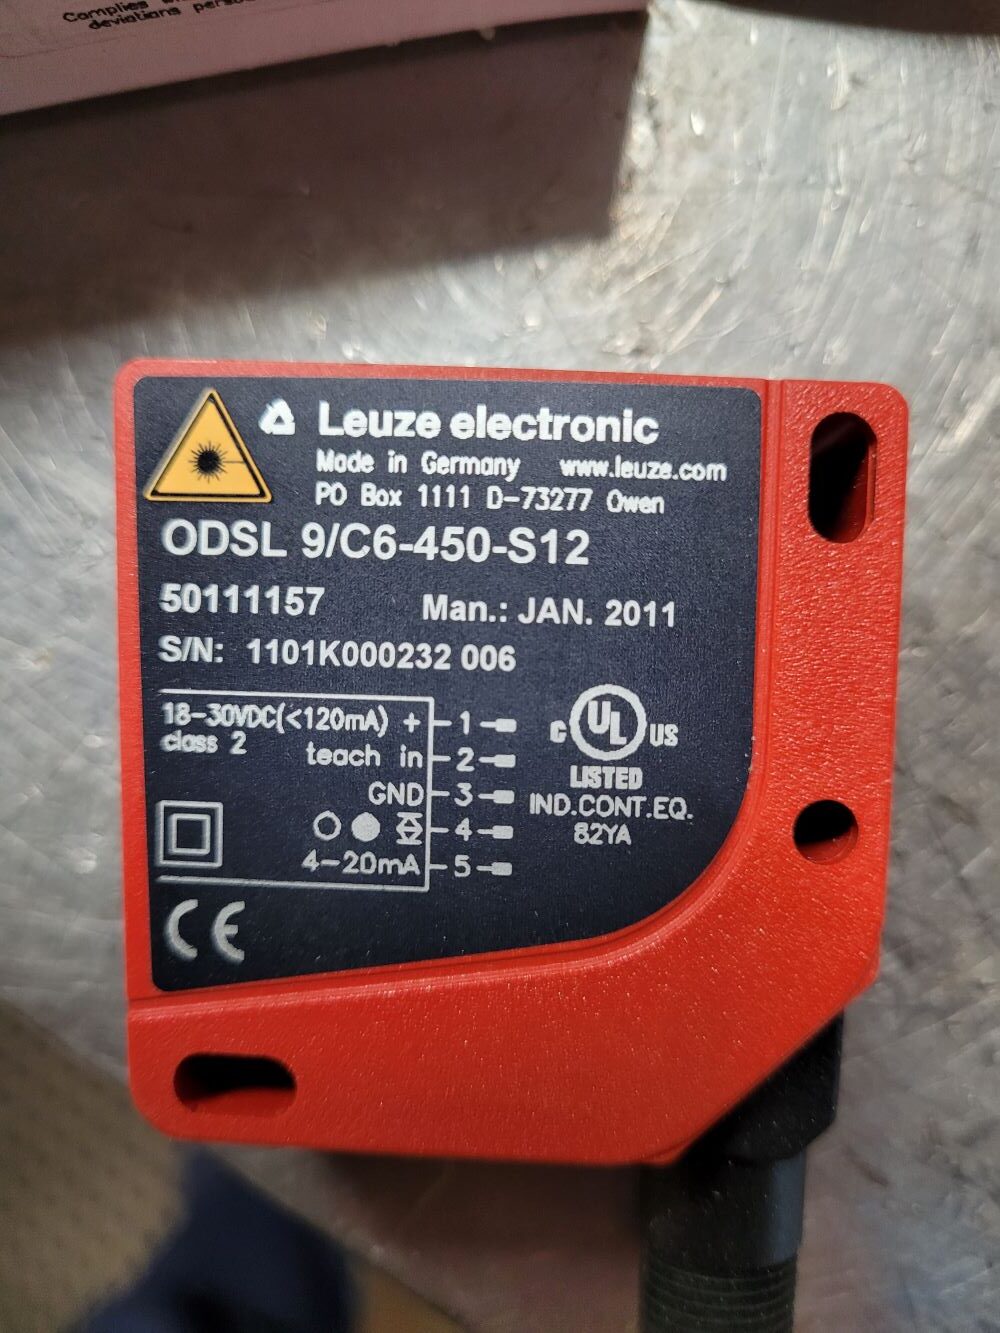 Complies
deviations
Leuze electronic
Made in Germany www.leuze.com
PO Box 1111 D-73277 Owen
ODSL 9/C6-450-S12
50111157 Man.: JAN. 2011
S/N: 1101K000232 006
18-30VDC(<120mA) + 1
class 2
teach in 2
GND 3
4
4-20mA 5
C UL US
LISTED
IND.CONT.EQ.
82YA
CE